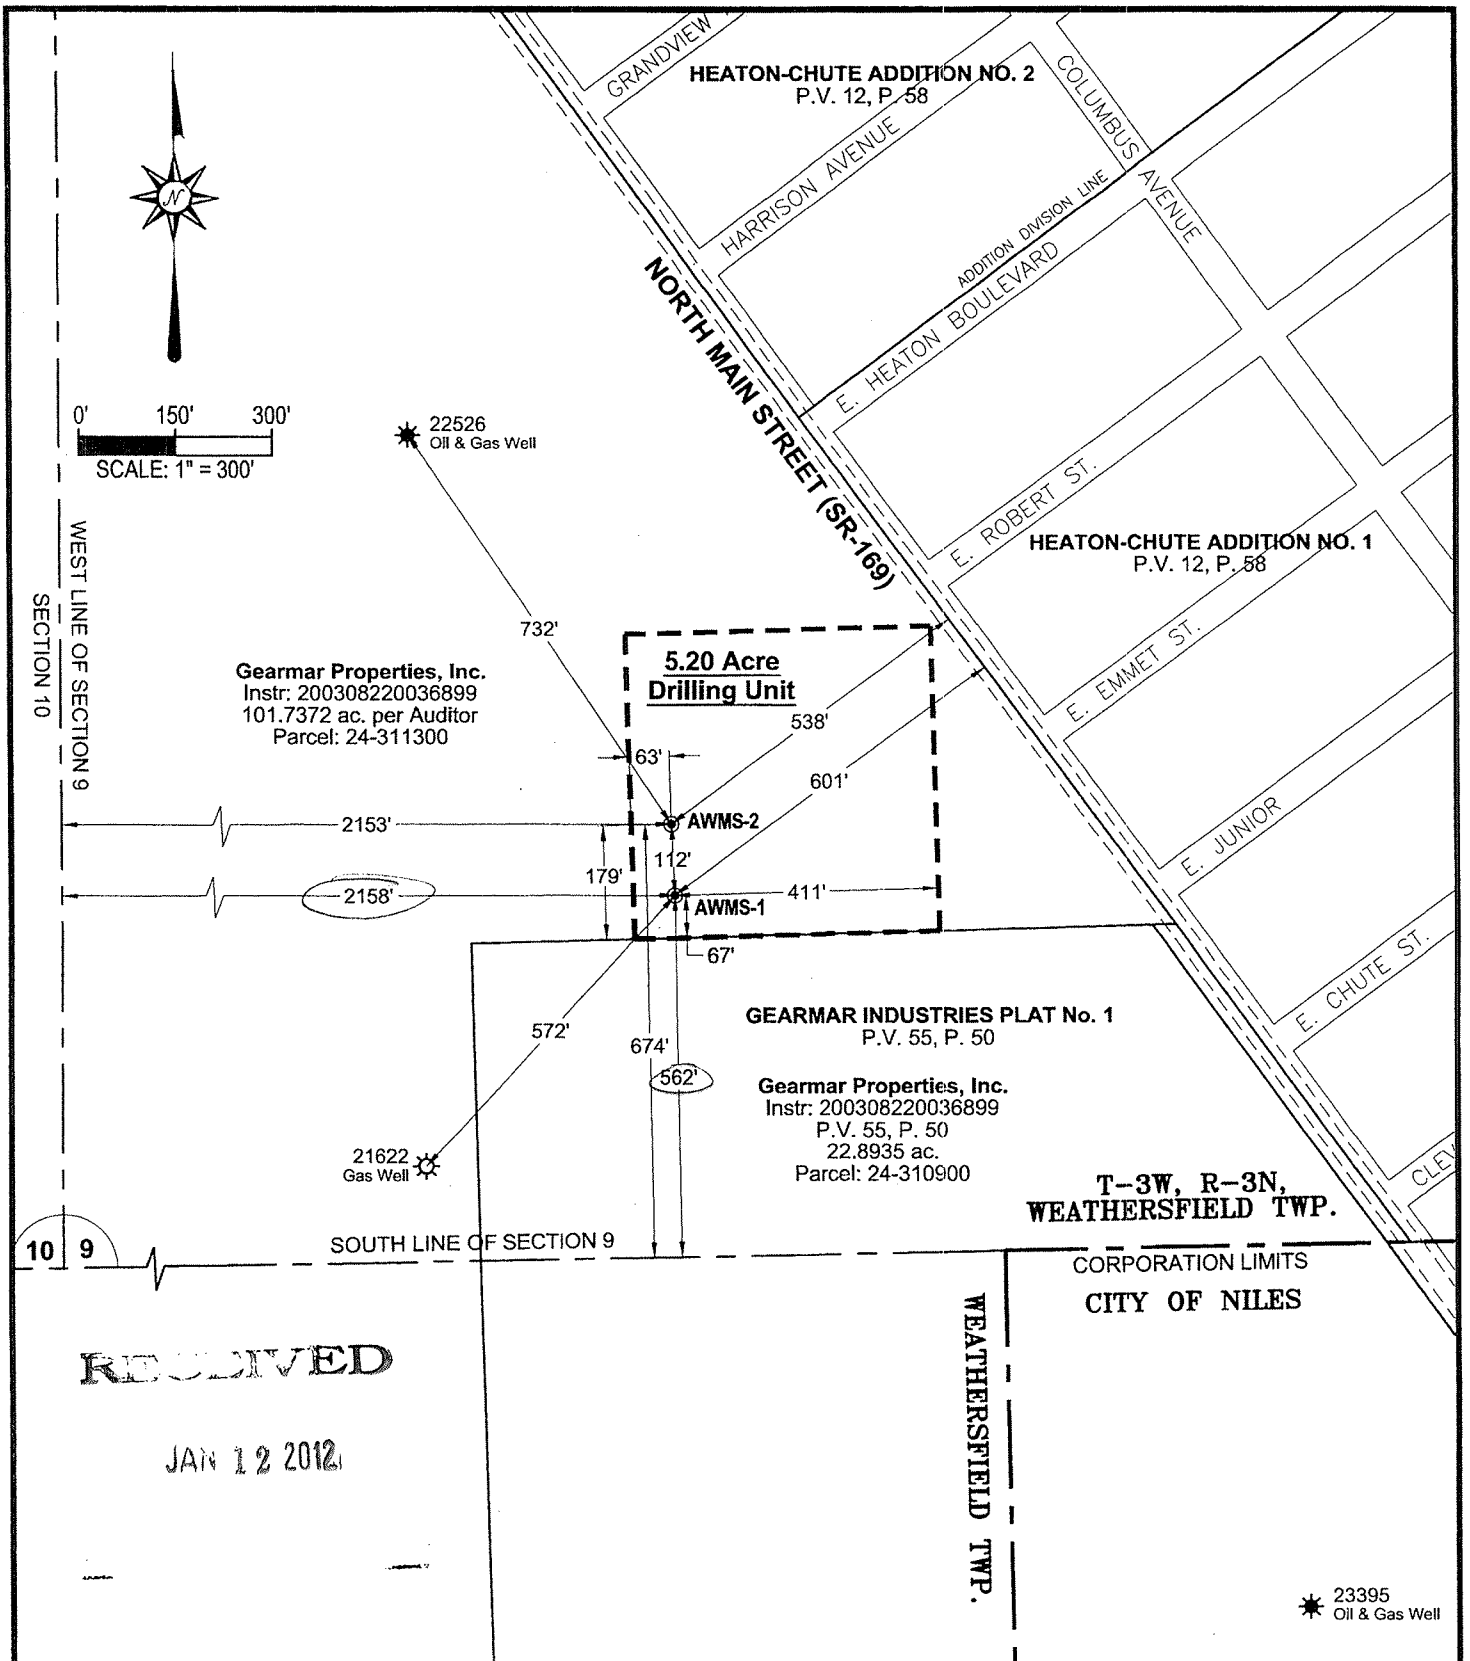 GRANDVIEW
HEATON-CHUTE ADDITION NO. 2
P.V. 12, P. 58
COLUMBUS AVENUE
HARRISON AVENUE
ADDITION DIVISION LINE
E. HEATON BOULEVARD
N
NORTH MAIN STREET (SR-169)
0' 150' 300'
SCALE: 1" = 300'
22526
Oil & Gas Well
E. ROBERT ST.
HEATON-CHUTE ADDITION NO. 1
P.V. 12, P. 58
WEST LINE OF SECTION 9
SECTION 10
732'
5.20 Acre
Drilling Unit
E. EMMET ST.
Gearmar Properties, Inc.
Instr: 200308220036899
101.7372 ac. per Auditor
Parcel: 24-311300
538'
63'
601'
2153'
AWMS-2
E. JUNIOR
112'
179'
2158'
411'
AWMS-1
67'
E. CHUTE ST.
GEARMAR INDUSTRIES PLAT No. 1
P.V. 55, P. 50
572'
674'
562'
Gearmar Properties, Inc.
Instr: 200308220036899
P.V. 55, P. 50
22.8935 ac.
Parcel: 24-310900
21622
Gas Well
CLEV
T-3W, R-3N,
WEATHERSFIELD TWP.
10 9
SOUTH LINE OF SECTION 9
CORPORATION LIMITS
CITY OF NILES
WEATHERSFIELD TWP.
RECEIVED
JAN 12 2012
23395
Oil & Gas Well